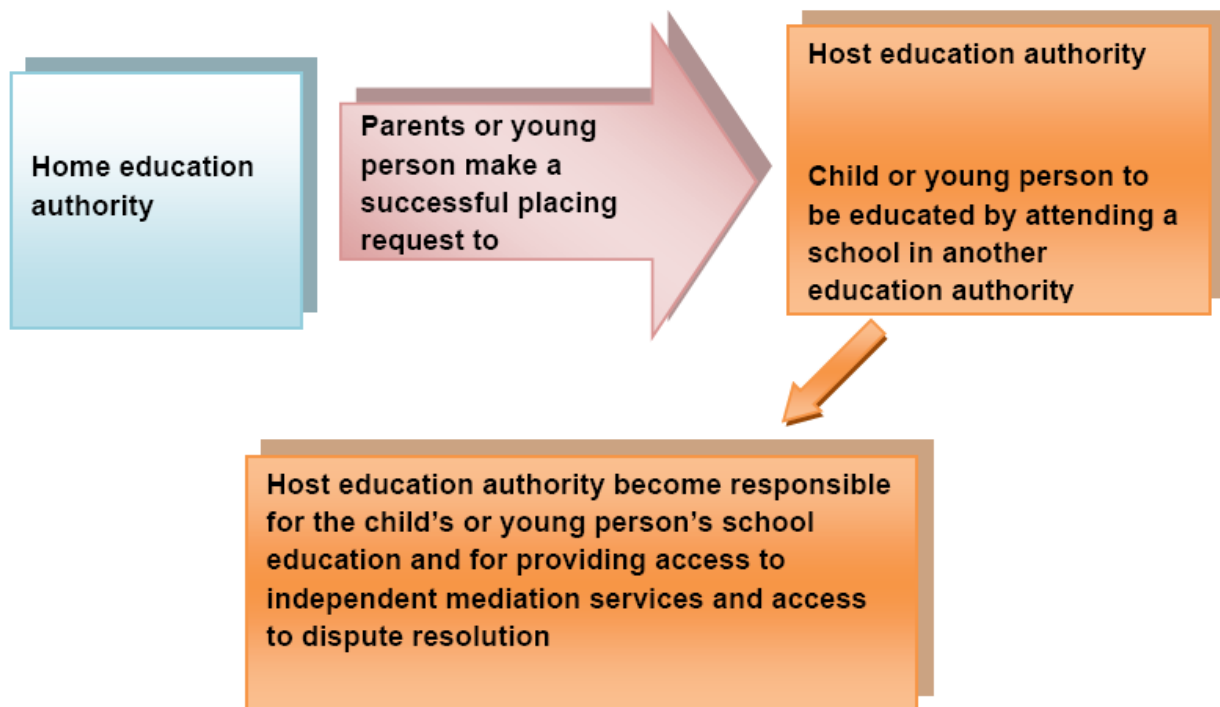 Home education
authority
Parents or young
person make a
successful placing
request to
Host education authority
Child or young person to
be educated by attending a
school in another
education authority
Host education authority become responsible
for the child’s or young person’s school
education and for providing access to
independent mediation services and access
to dispute resolution